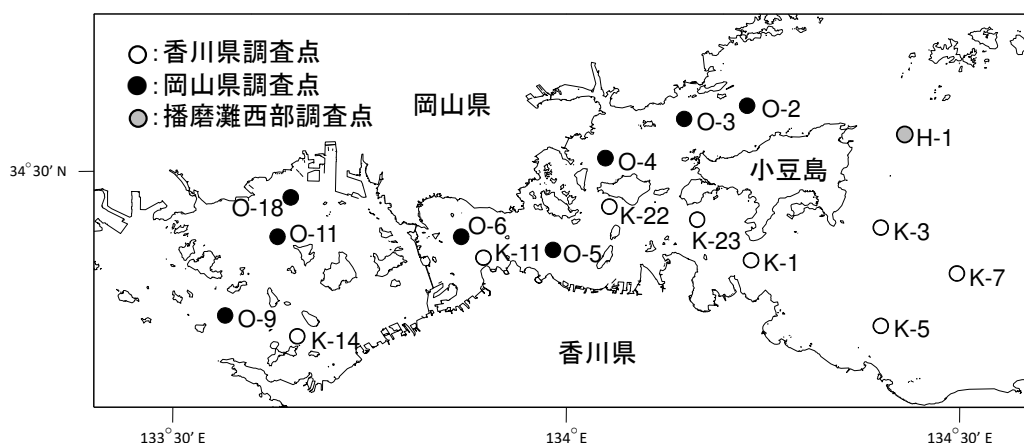 ○:香川県調査点
●:岡山県調査点
○:播磨灘西部調査点
岡山県
O-2
O-3
H-1
O-4
小豆島
34°30′ N
O-18
K-22
O-11
O-6
K-23
K-3
K-11
O-5
K-1
K-7
O-9
K-14
K-5
香川県
133°30′ E
134°E
134°30′ E